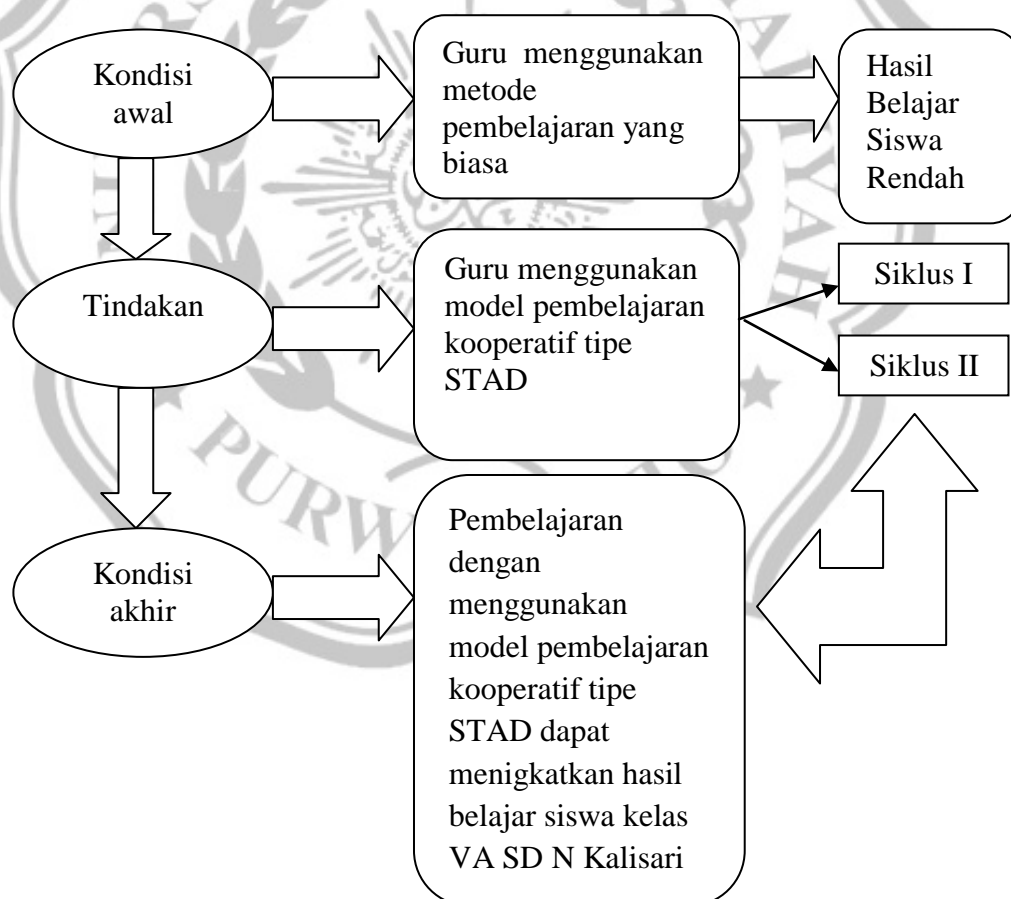 Kondisi
awal
Guru menggunakan
metode
pembelajaran yang
biasa
Hasil
Belajar
Siswa
Rendah
Tindakan
Guru menggunakan
model pembelajaran
kooperatif tipe
STAD
Siklus I
Siklus II
Kondisi
akhir
Pembelajaran
dengan
menggunakan
model pembelajaran
kooperatif tipe
STAD dapat
menigkatkan hasil
belajar siswa kelas
VA SD N Kalisari